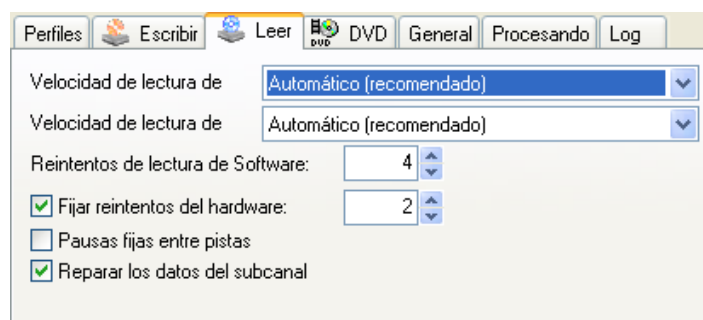 Perfiles Escribir Leer DVD DVD General Procesando Log
Velocidad de lectura de Automático (recomendado)
Velocidad de lectura de Automático (recomendado)
Reintentos de lectura de Software: 4
Fijar reintentos del hardware: 2
Pausas fijas entre pistas
Reparar los datos del subcanal